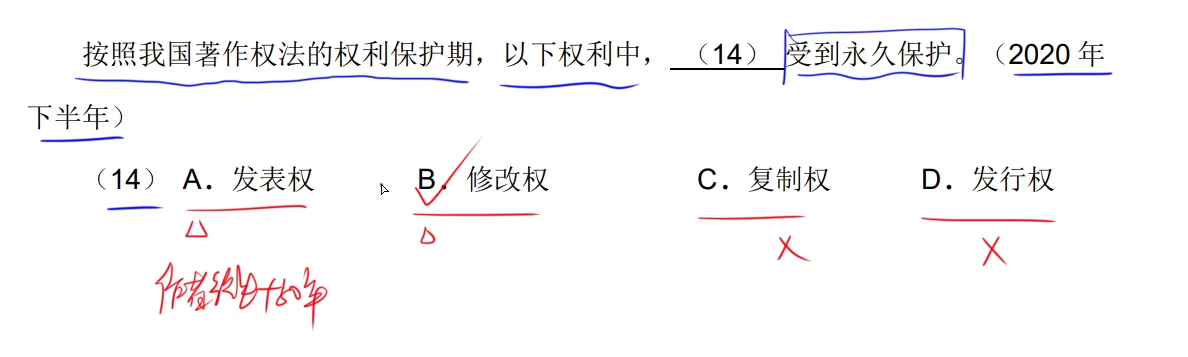 按照我国著作权法的权利保护期，以下权利中，（14）受到永久保护。（2020 年
下半年）
（14） A．发表权 B．修改权 C．复制权 D．发行权
作者终生+50年